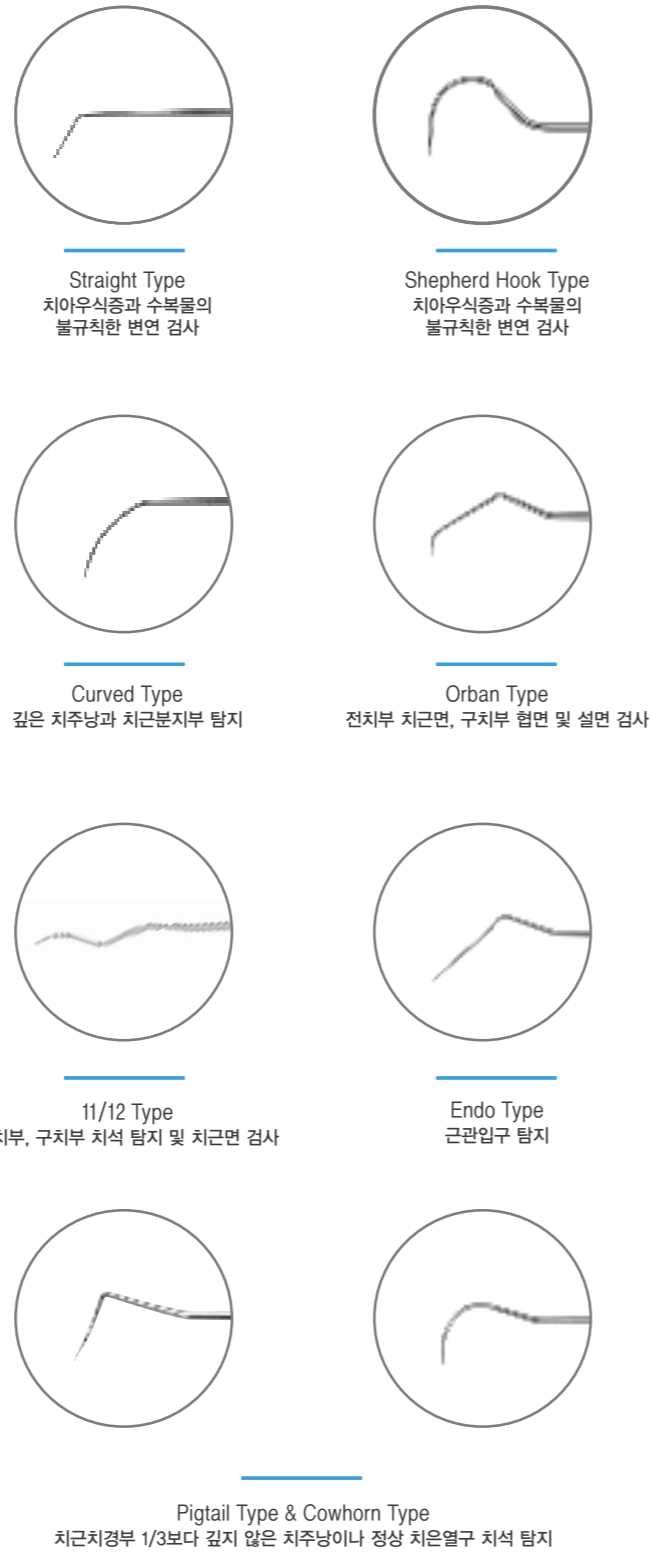 Straight Type
치아우식증과 수복물의
불규칙한 변연 검사
Shepherd Hook Type
치아우식증과 수복물의
불규칙한 변연 검사
Curved Type
깊은 치주낭과 치근분지부 탐지
Orban Type
전치부 치근면, 구치부 협면 및 설면 검사
11/12 Type
치부, 구치부 치석 탐지 및 치근면 검사
Endo Type
근관입구 탐지
Pigtail Type & Cowhorn Type
치근치경부 1/3보다 깊지 않은 치주낭이나 정상 치은열구 치석 탐지